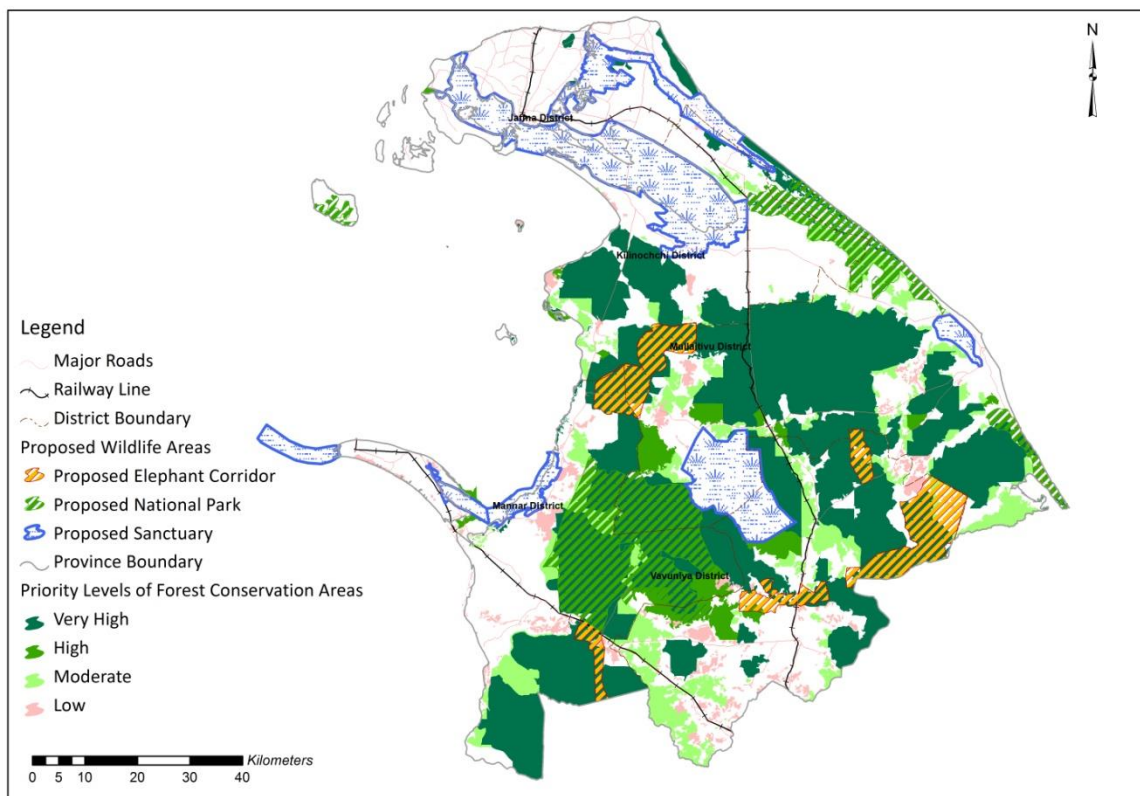 N
Jaffna District
Kilinochchi District
Mullaitivu District
Mannar District
Vavuniya District
Legend
Major Roads
Railway Line
District Boundary
Proposed Wildlife Areas
Proposed Elephant Corridor
Proposed National Park
Proposed Sanctuary
Province Boundary
Priority Levels of Forest Conservation Areas
Very High
High
Moderate
Low
Kilometers
0 5 10 20 30 40